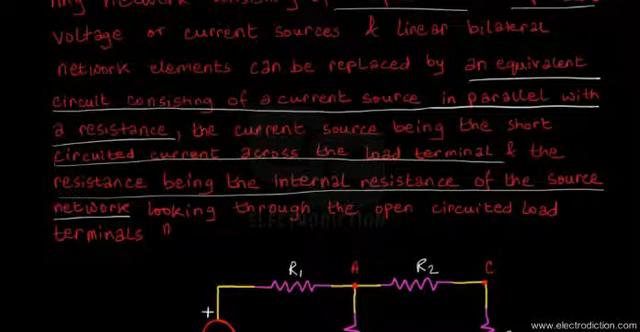 voltage or current sources & linear bilateral
network elements can be replaced by an equivalent
circuit consisting of a current source in parallel with
a resistance, the current source being the short
circuited current across the load terminal & the
resistance being the internal resistance of the source
network looking through the open circuited load
terminals "
ELECTRODICTION
R1 A R2 C
+
www.electrodiction.com